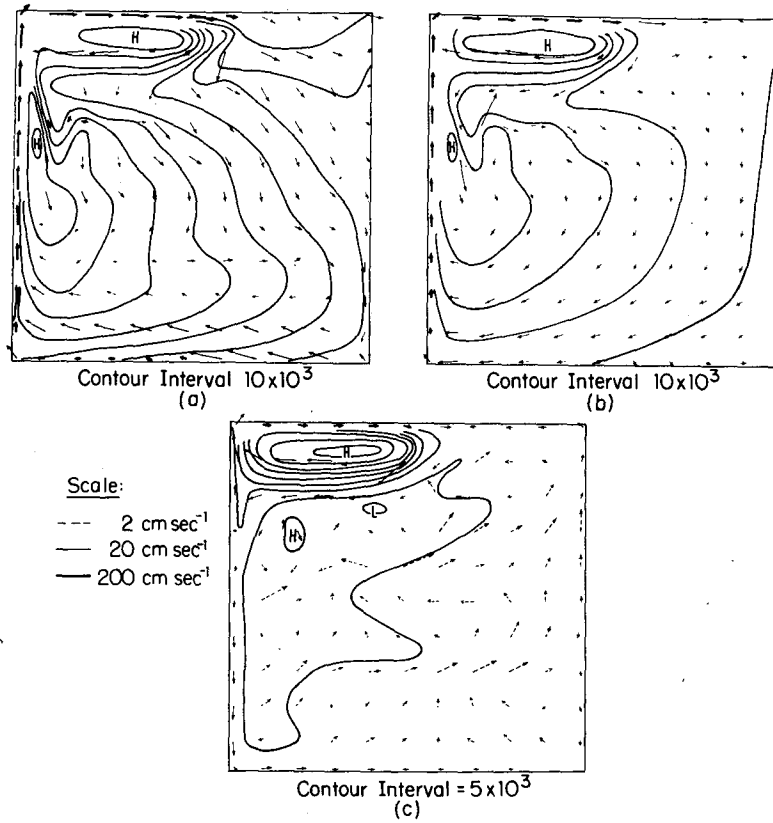 H
H
Contour Interval 10x10³
(a)
H
H
Contour Interval 10x10³
(b)
Scale:
2 cm sec⁻¹
20 cm sec⁻¹
200 cm sec⁻¹
H
L
H
Contour Interval = 5x10³
(c)